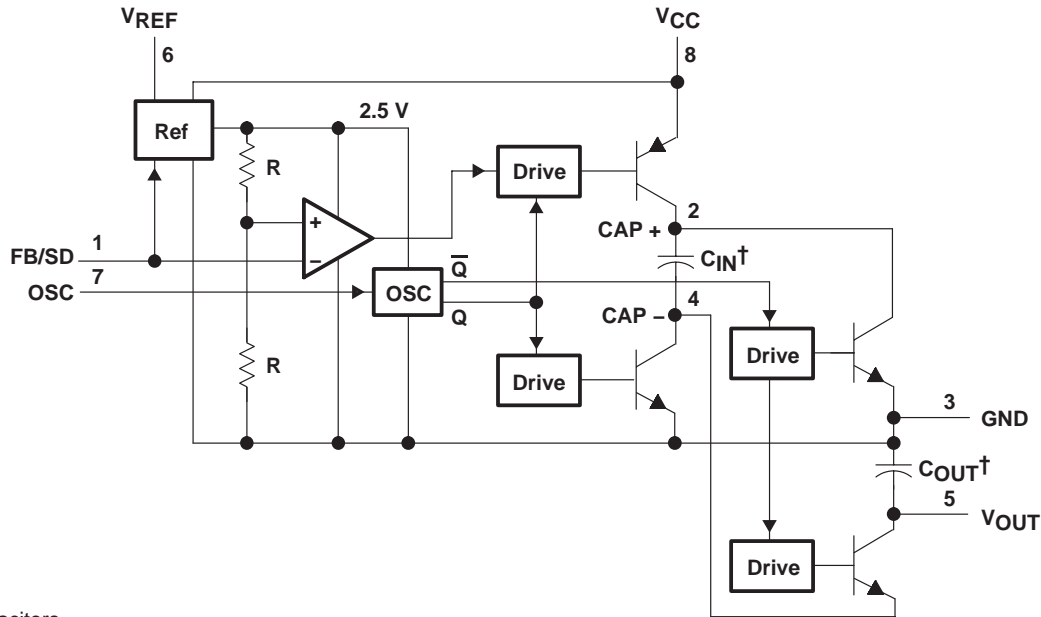 VREF
6
VCC
8
2.5 V
Ref
R
Drive
2
CAP +
+
1
FB/SD
−
CIN†
7
OSC
Q̅
OSC
4
Q
CAP −
R
Drive
Drive
3
GND
COUT†
5
VOUT
Drive